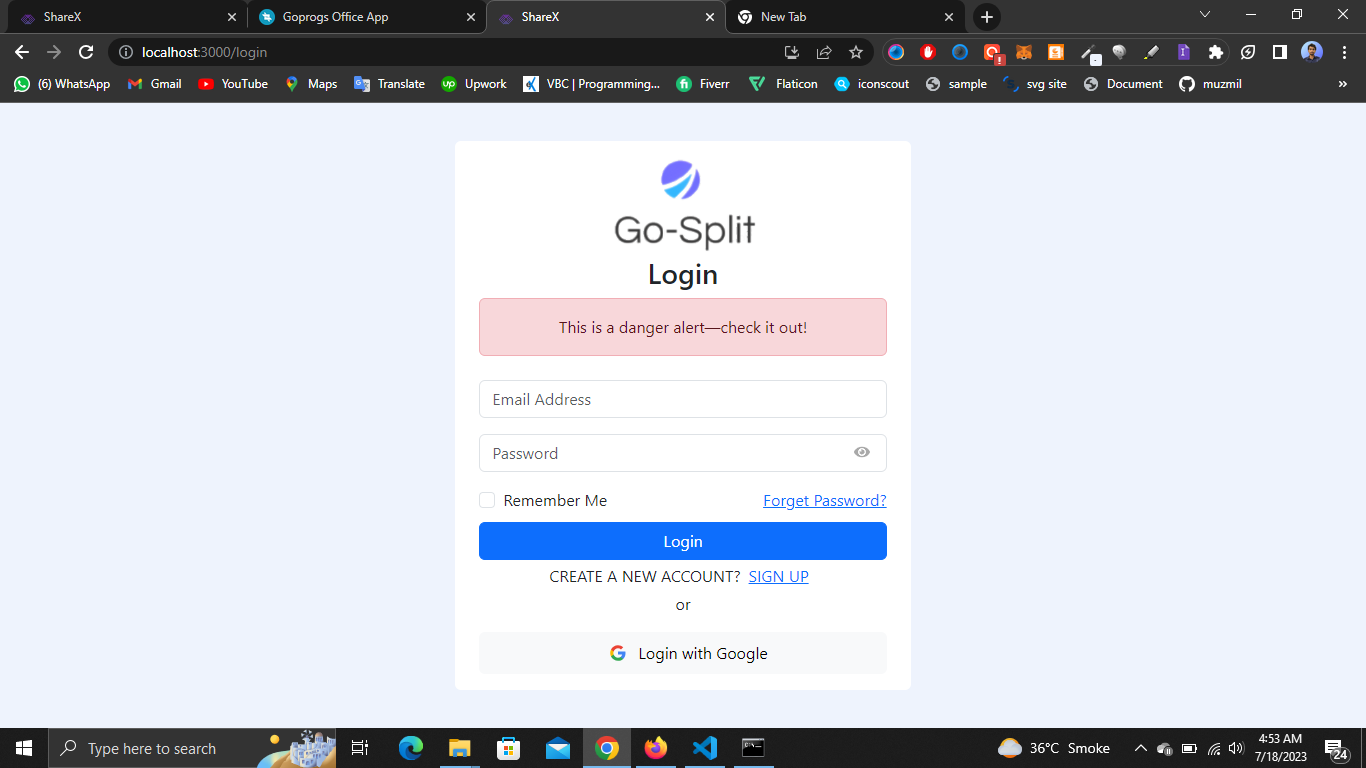 ShareX
Goprogs Office App
ShareX
New Tab
localhost:3000/login
(6) WhatsApp
Gmail
YouTube
Maps
Translate
Upwork
VBC | Programming...
Fiverr
Flaticon
iconscout
sample
svg site
Document
muzmil
»
Go-Split
Login
This is a danger alert—check it out!
Email Address
Password
Remember Me
Forget Password?
Login
CREATE A NEW ACCOUNT? SIGN UP
or
Login with Google
Type here to search
36°C Smoke
4:53 AM
7/18/2023
24